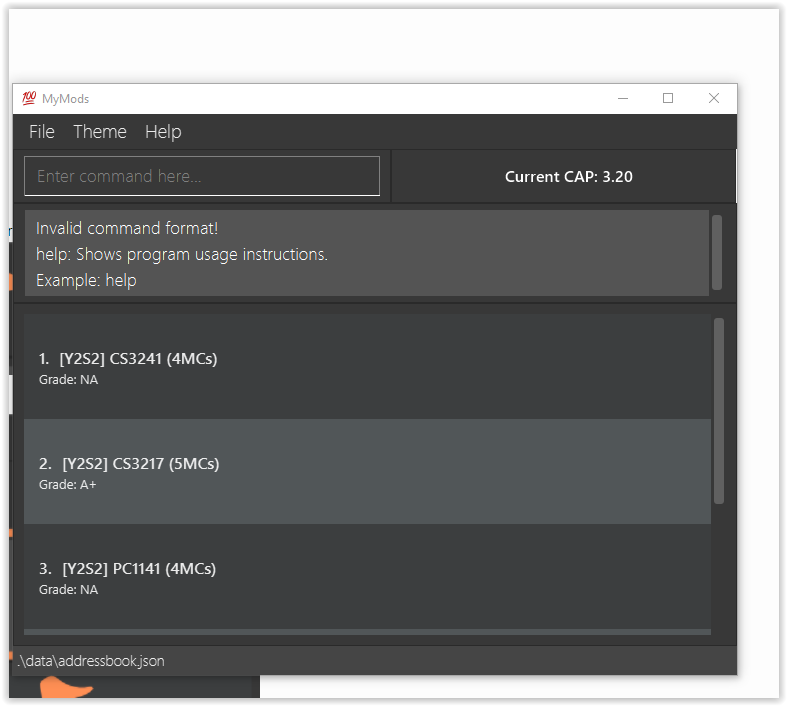 MyMods
File Theme Help
Enter command here...
Current CAP: 3.20
Invalid command format!
help: Shows program usage instructions.
Example: help
1. [Y2S2] CS3241 (4MCs)
Grade: NA
2. [Y2S2] CS3217 (5MCs)
Grade: A+
3. [Y2S2] PC1141 (4MCs)
Grade: NA
.\data\addressbook.json